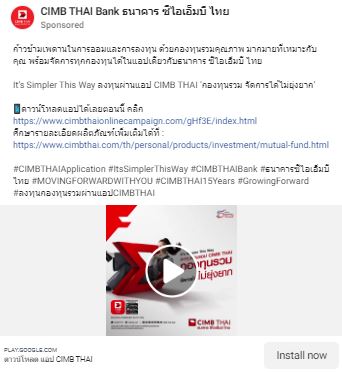 CIMB THAI Bank ธนาคาร ซีไอเอ็มบี ไทย
Sponsored
ก้าวข้ามเพดานในการออมและการลงทุน ด้วยกองทุนรวมคุณภาพ มากมายที่เหมาะกับ
คุณ พร้อมจัดการทุกกองทุนได้ในแอปเดียวกับธนาคาร ซีไอเอ็มบี ไทย
It's Simpler This Way ลงทุนผ่านแอป CIMB THAI 'กองทุนรวม จัดการได้ไม่ยุ่งยาก'
ดาวน์โหลดแอปได้เลยตอนนี้ คลิก
https://www.cimbthaionlinecampaign.com/gHf3E/index.html
ศึกษารายละเอียดผลิตภัณฑ์เพิ่มเติมได้ที่ :
https://www.cimbthai.com/th/personal/products/investment/mutual-fund.html
#CIMBTHAIApplication #ItsSimplerThisWay #CIMBTHAIBank #ธนาคารซีไอเอ็มบี
ไทย #MOVINGFORWARDWITHYOU #CIMBTHAI15Years #GrowingForward
#ลงทุนกองทุนรวมผ่านแอปCIMBTHAI
กองทุนรวม
ไม่ยุ่งยาก
CIMB THAI
PLAY.GOOGLE.COM
ดาวน์โหลด แอป CIMB THAI
Install now